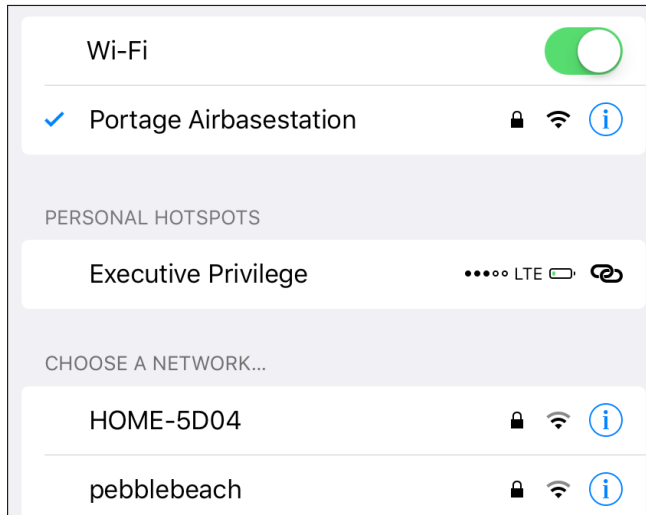 Wi-Fi
Portage Airbasestation
PERSONAL HOTSPOTS
Executive Privilege LTE
CHOOSE A NETWORK...
HOME-5D04
pebblebeach